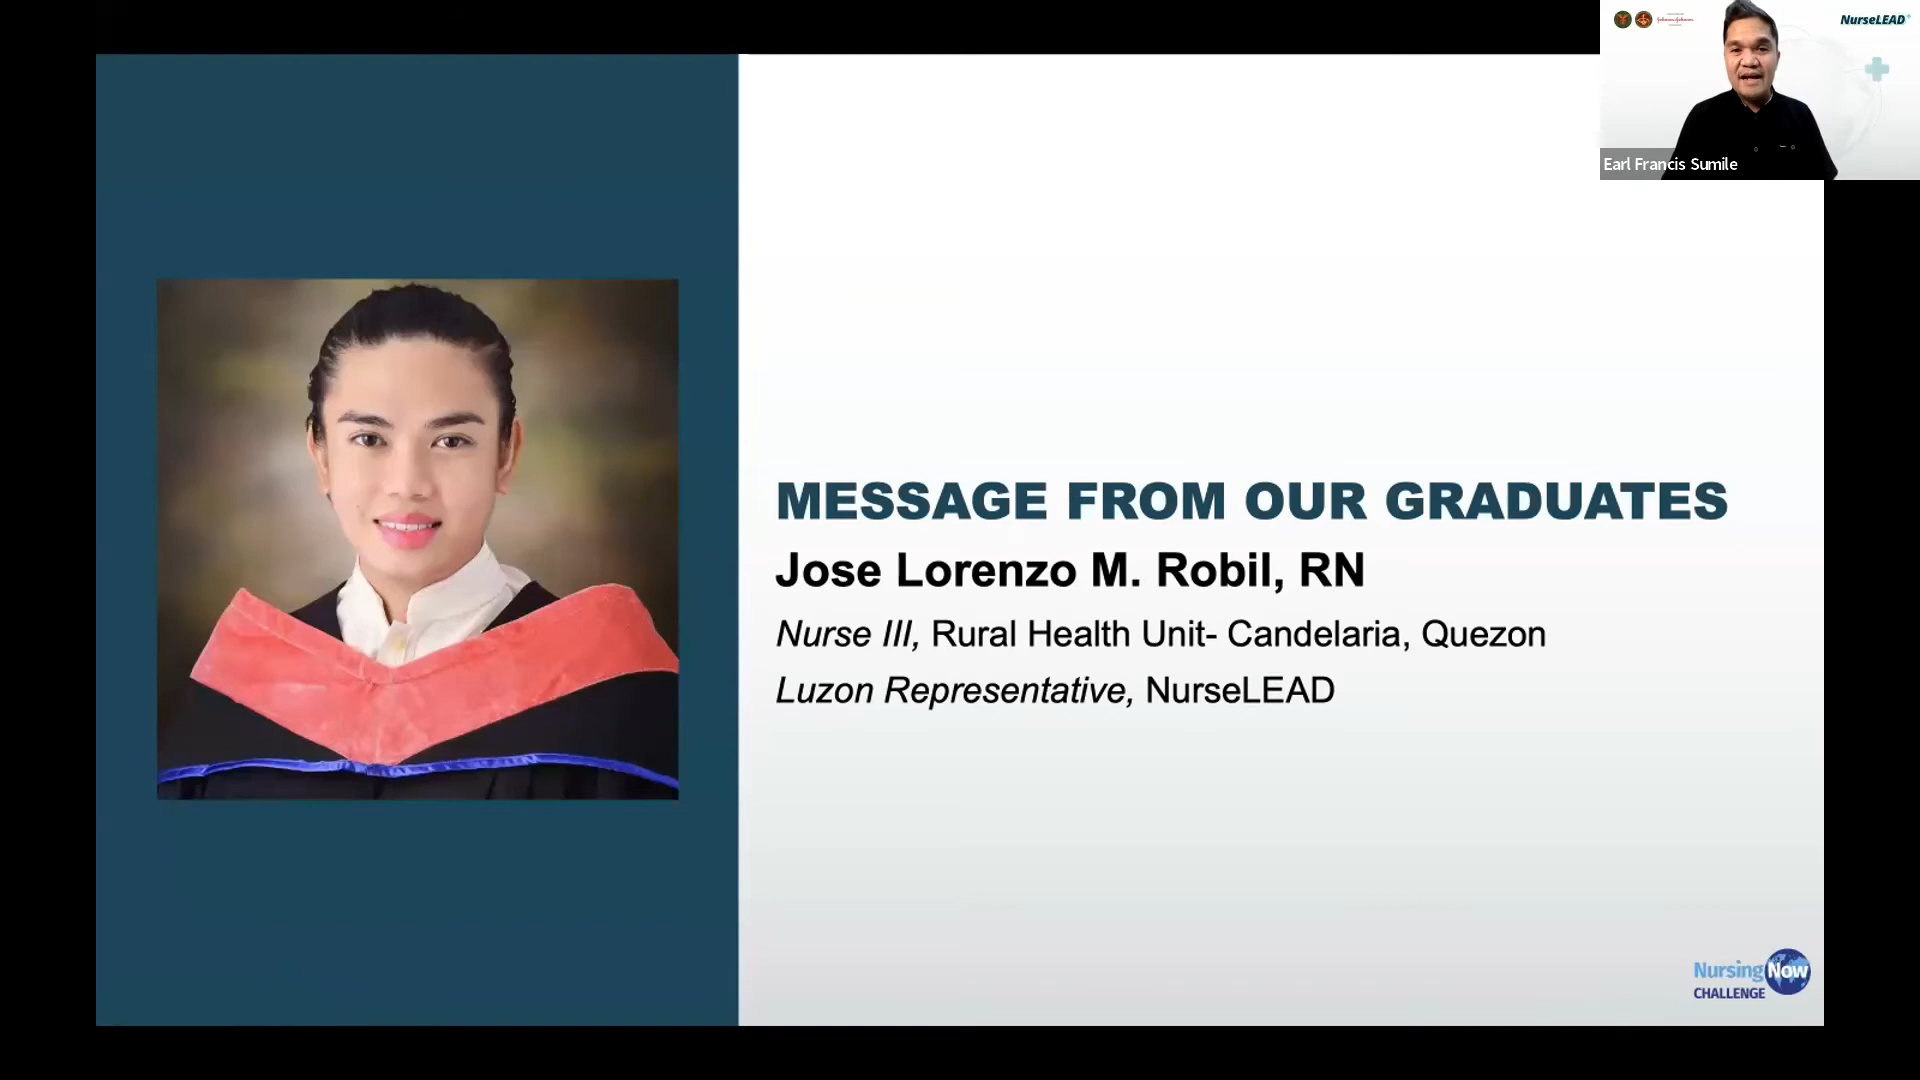 NurseLEAD
Earl Francis Sumile
MESSAGE FROM OUR GRADUATES
Jose Lorenzo M. Robil, RN
Nurse III, Rural Health Unit- Candelaria, Quezon
Luzon Representative, NurseLEAD
Nursing Now
CHALLENGE